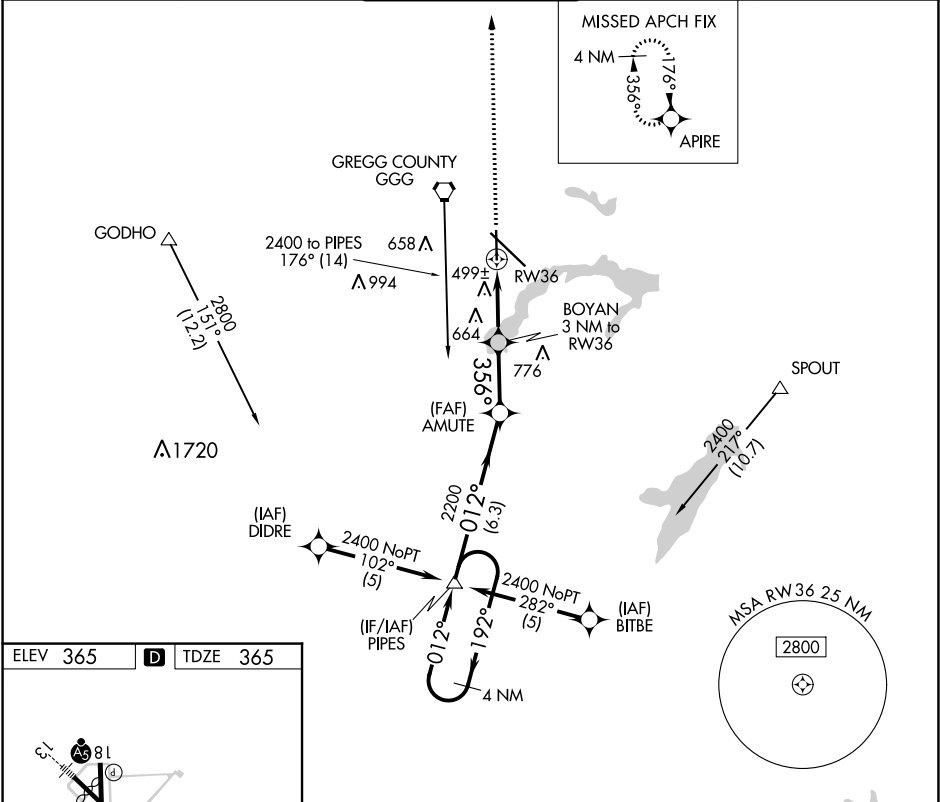 MISSED APCH FIX
4 NM
356°
176°
APIRE
GREGG COUNTY
GGG
GODHO
2400 to PIPES
176° (14)
658
994
499±
RW36
2800
151°
(12.2)
664
BOYAN
3 NM to
RW36
776
356°
SPOUT
(FAF)
AMUTE
2400
217°
(10.7)
1720
2200
012°
(6.3)
(IAF)
DIDRE
2400 NoPT
102°
(5)
2400 NoPT
282°
(5)
(IAF)
BITBE
(IF/IAF)
PIPES
012°
192°
4 NM
MSA RW36 25 NM
2800
ELEV 365
D
TDZE 365
13
A5
18
P